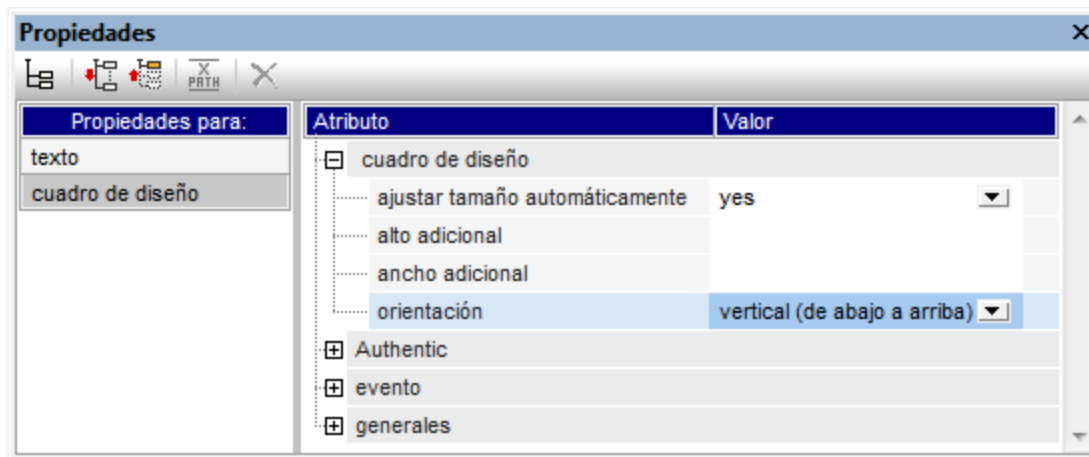 Propiedades
X
PATH
Propiedades para:
texto
cuadro de diseño
Atributo Valor
cuadro de diseño
ajustar tamaño automáticamente yes
alto adicional
ancho adicional
orientación vertical (de abajo a arriba)
Authentic
evento
generales